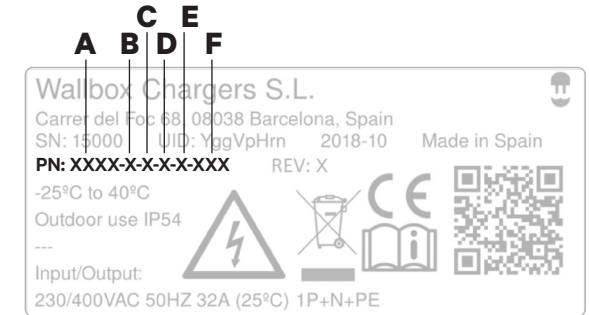 C E
A B D F
Wallbox Chargers S.L.
Carrer del Foc 68, 08038 Barcelona, Spain
SN: 15000 UID: YggVpHrn 2018-10 Made in Spain
PN: XXXX-X-X-X-X-XXX REV: X
-25ºC to 40ºC
Outdoor use IP54
---
CE
i
Input/Output:
230/400VAC 50HZ 32A (25ºC) 1P+N+PE